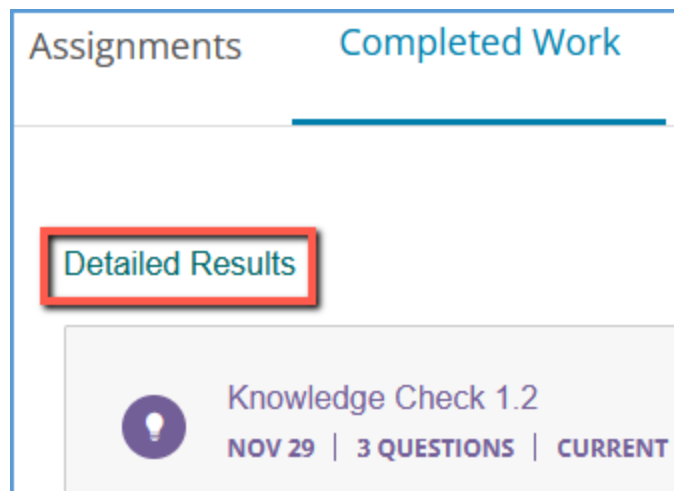 Assignments Completed Work
Detailed Results
Knowledge Check 1.2
NOV 29 | 3 QUESTIONS | CURRENT